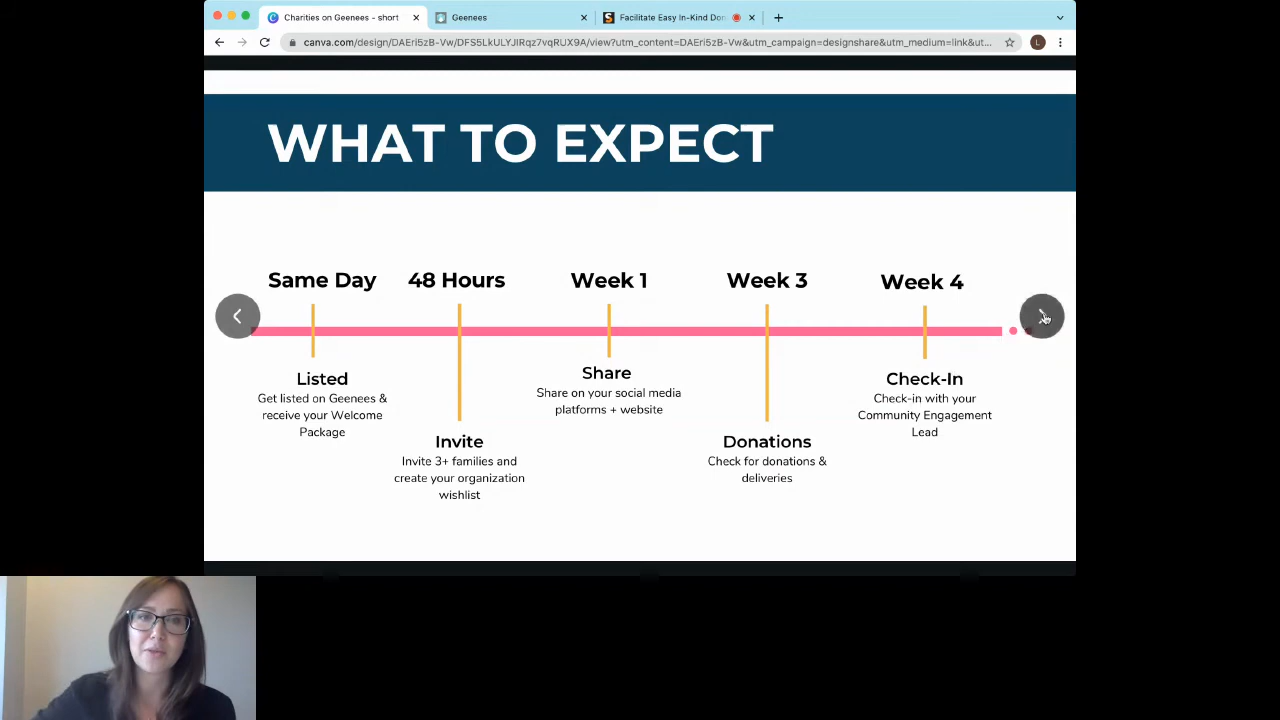 Charities on Geenees - short
Geenees
Facilitate Easy In-Kind Don
canva.com/design/DAEri5zB-Vw/DFS5LkULYJIRqz7vqRUX9A/view?utm_content=DAEri5zB-Vw&utm_campaign=designshare&utm_medium=link&ut...
L
WHAT TO EXPECT
Same Day
48 Hours
Week 1
Week 3
Week 4
Listed
Get listed on Geenees &
receive your Welcome
Package
Invite
Invite 3+ families and
create your organization
wishlist
Share
Share on your social media
platforms + website
Donations
Check for donations &
deliveries
Check-In
Check-in with your
Community Engagement
Lead